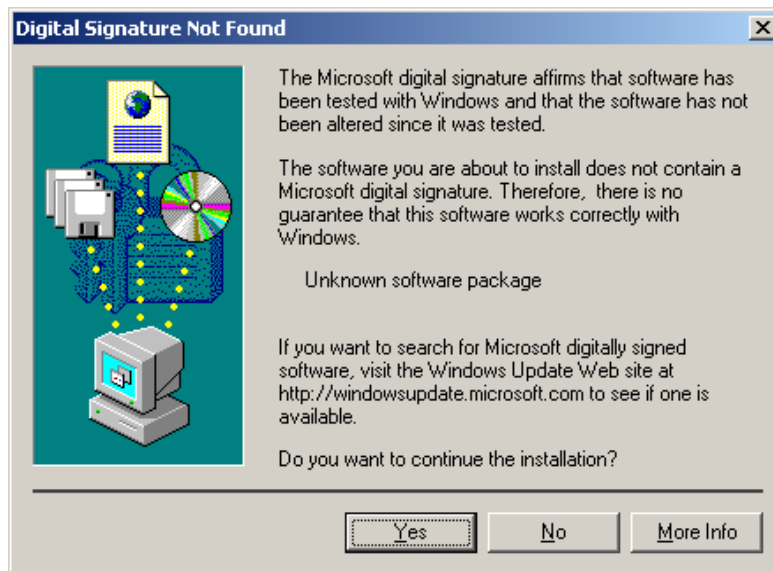 Digital Signature Not Found
The Microsoft digital signature affirms that software has
been tested with Windows and that the software has not
been altered since it was tested.
The software you are about to install does not contain a
Microsoft digital signature. Therefore, there is no
guarantee that this software works correctly with
Windows.
Unknown software package
If you want to search for Microsoft digitally signed
software, visit the Windows Update Web site at
http://windowsupdate.microsoft.com to see if one is
available.
Do you want to continue the installation?
Yes
No
More Info